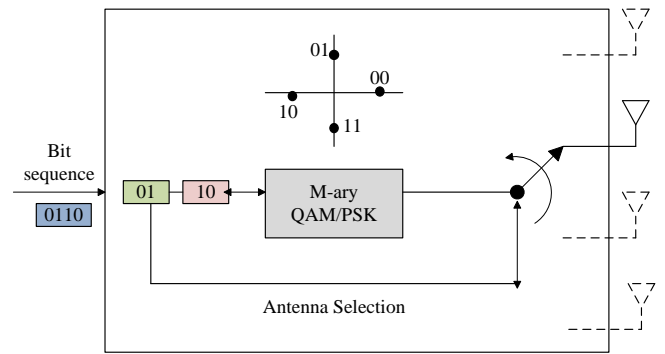 01
00
10
11
Bit
sequence
01
10
0110
M-ary
QAM/PSK
Antenna Selection